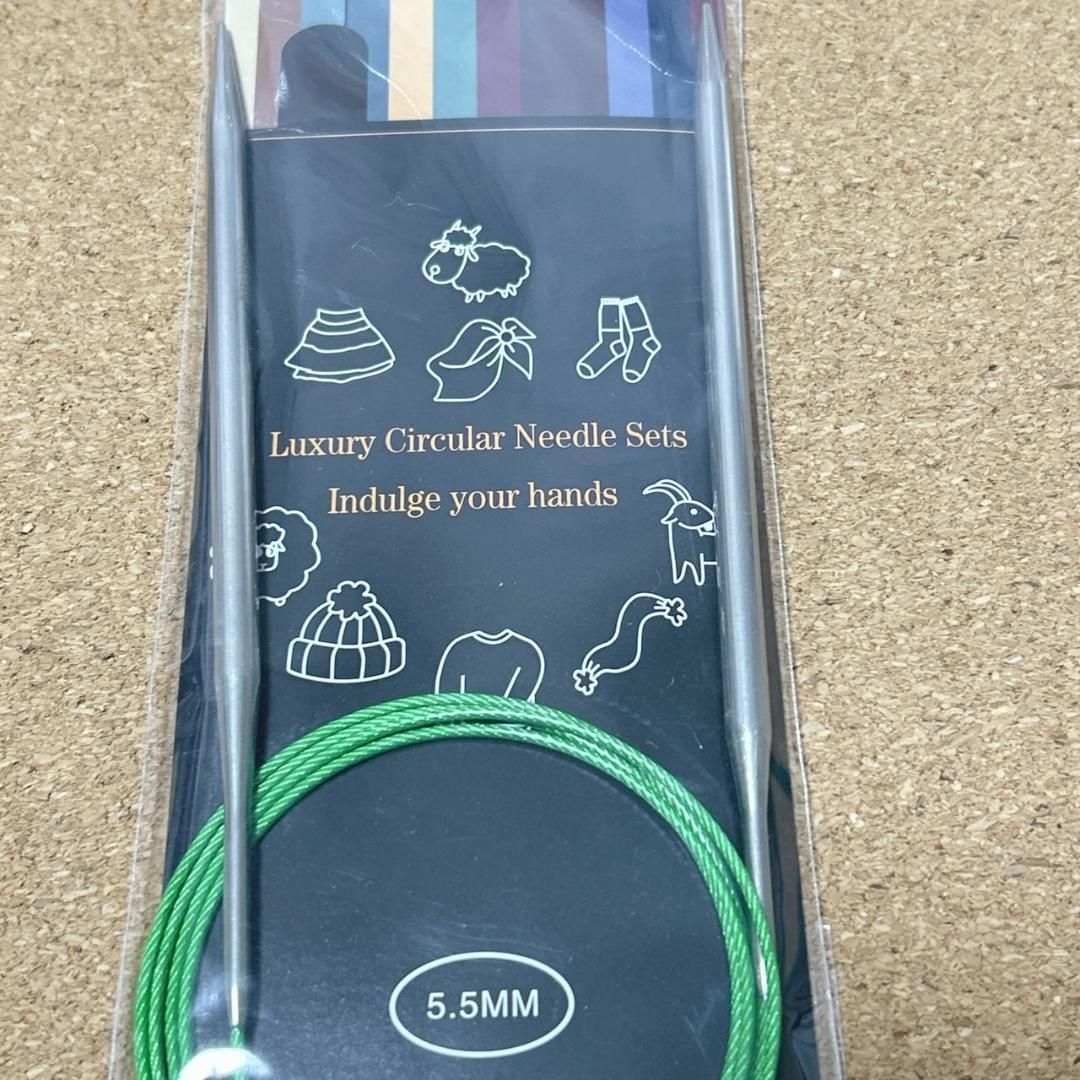 Luxury Circular Needle Sets
Indulge your hands
5.5MM